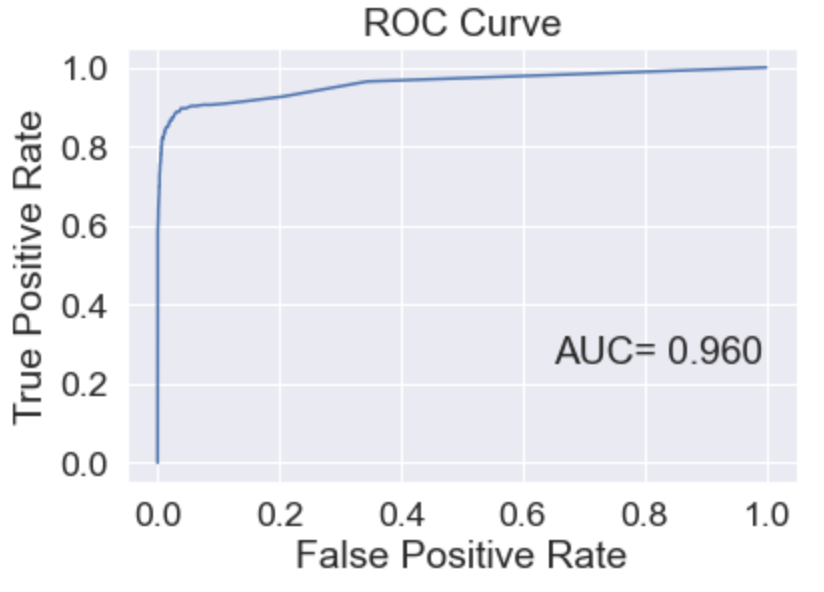 ROC Curve
True Positive Rate
1.0
0.8
0.6
0.4
0.2
0.0
AUC= 0.960
0.0 0.2 0.4 0.6 0.8 1.0
False Positive Rate